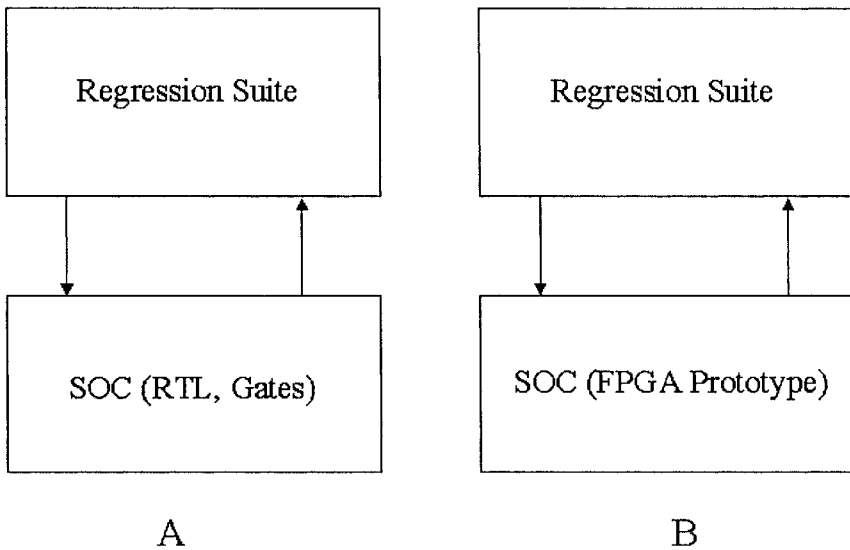 Regression Suite
Regression Suite
SOC (RTL, Gates)
SOC (FPGA Prototype)
A
B